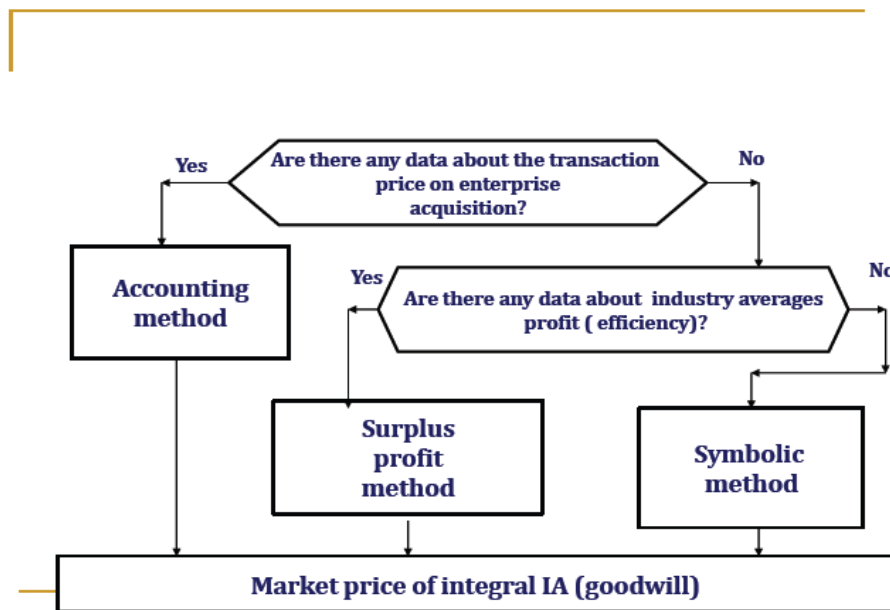 Yes
Are there any data about the transaction
price on enterprise
acquisition?
No
Accounting
method
Yes
Are there any data about industry averages
profit ( efficiency)?
No
Surplus
profit
method
Symbolic
method
Market price of integral IA (goodwill)